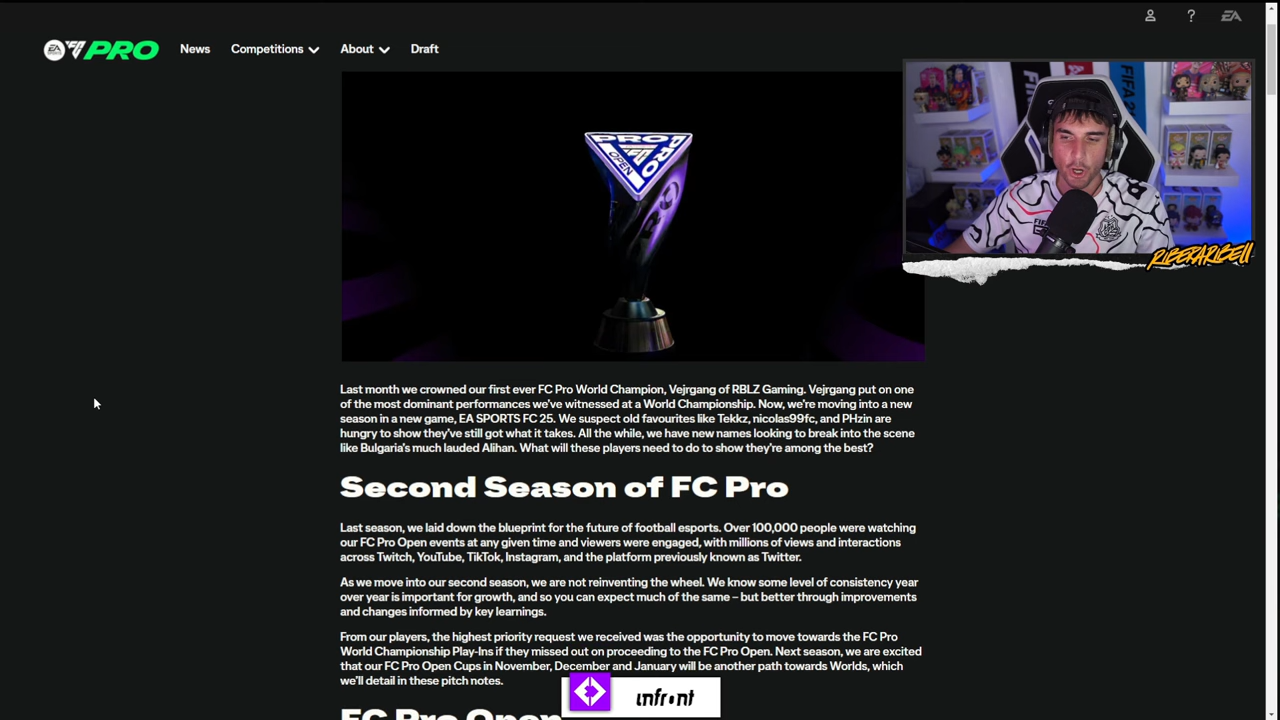 EA SPORTS FC PRO News Competitions About Draft ? EA
PRO PRO
OPEN
FIFA 2
RIBERARIBELL
Last month we crowned our first ever FC Pro World Champion, Vejrgang of RBLZ Gaming. Vejrgang put on one
of the most dominant performances we've witnessed at a World Championship. Now, we're moving into a new
season in a new game, EA SPORTS FC 25. We suspect old favourites like Tekkz, nicolas99fc, and PHzin are
hungry to show they've still got what it takes. All the while, we have new names looking to break into the scene
like Bulgaria's much lauded Alihan. What will these players need to do to show they're among the best?
Second Season of FC Pro
Last season, we laid down the blueprint for the future of football esports. Over 100,000 people were watching
our FC Pro Open events at any given time and viewers were engaged, with millions of views and interactions
across Twitch, YouTube, TikTok, Instagram, and the platform previously known as Twitter.
As we move into our second season, we are not reinventing the wheel. We know some level of consistency year
over year is important for growth, and so you can expect much of the same – but better through improvements
and changes informed by key learnings.
From our players, the highest priority request we received was the opportunity to move towards the FC Pro
World Championship Play-Ins if they missed out on proceeding to the FC Pro Open. Next season, we are excited
that our FC Pro Open Cups in November, December and January will be another path towards Worlds, which
we'll detail in these pitch notes.
FC Pro Open
infront